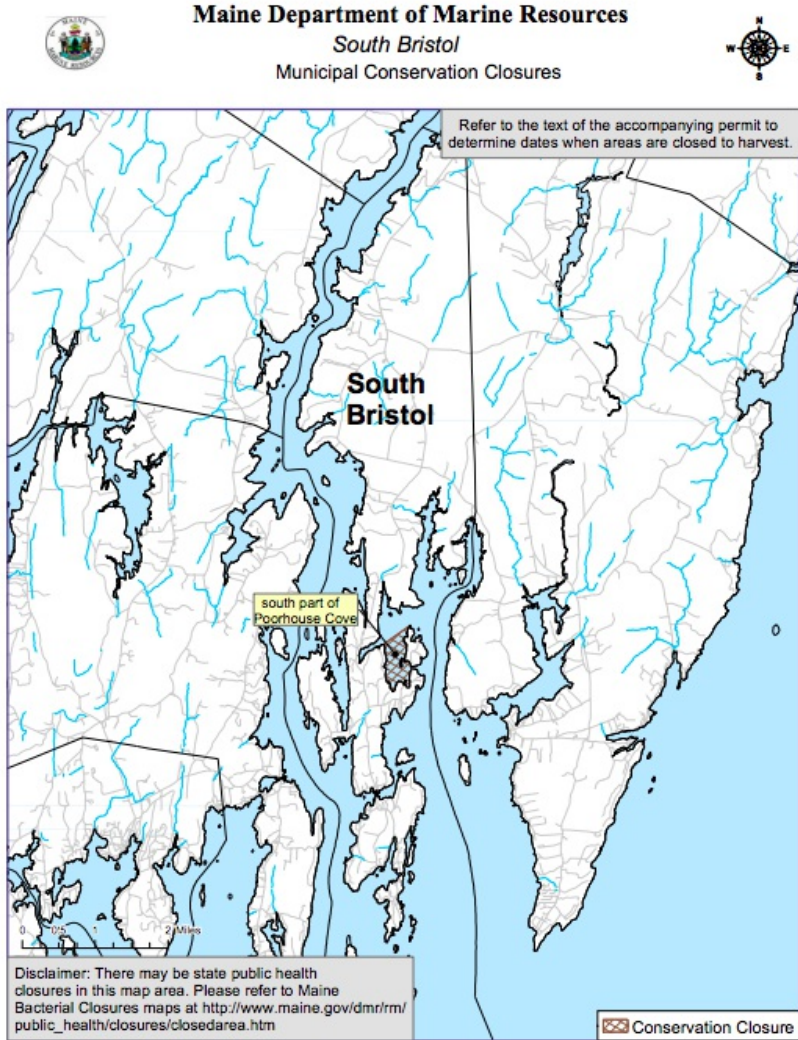 Maine Department of Marine Resources
South Bristol
Municipal Conservation Closures
N
W
E
S
Refer to the text of the accompanying permit to
determine dates when areas are closed to harvest.
South
Bristol
south part of
Poorhouse Cove
0
0.5
1
2 Miles
Disclaimer: There may be state public health
closures in this map area. Please refer to Maine
Bacterial Closures maps at http://www.maine.gov/dmr/rm/
public_health/closures/closedarea.htm
Conservation Closure